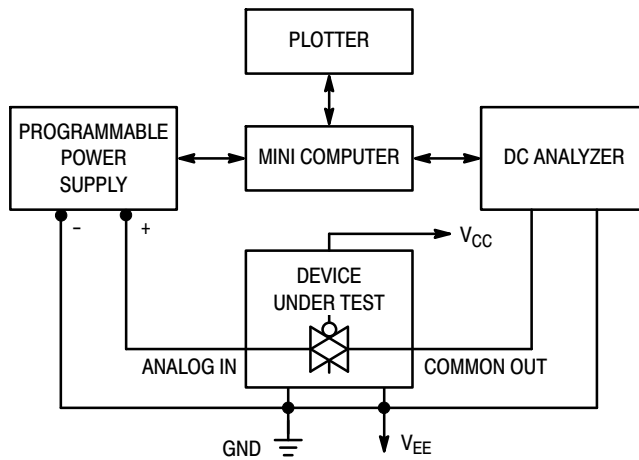 PLOTTER
PROGRAMMABLE
POWER
SUPPLY
MINI COMPUTER
DC ANALYZER
–
+
VCC
DEVICE
UNDER TEST
ANALOG IN
COMMON OUT
GND
VEE